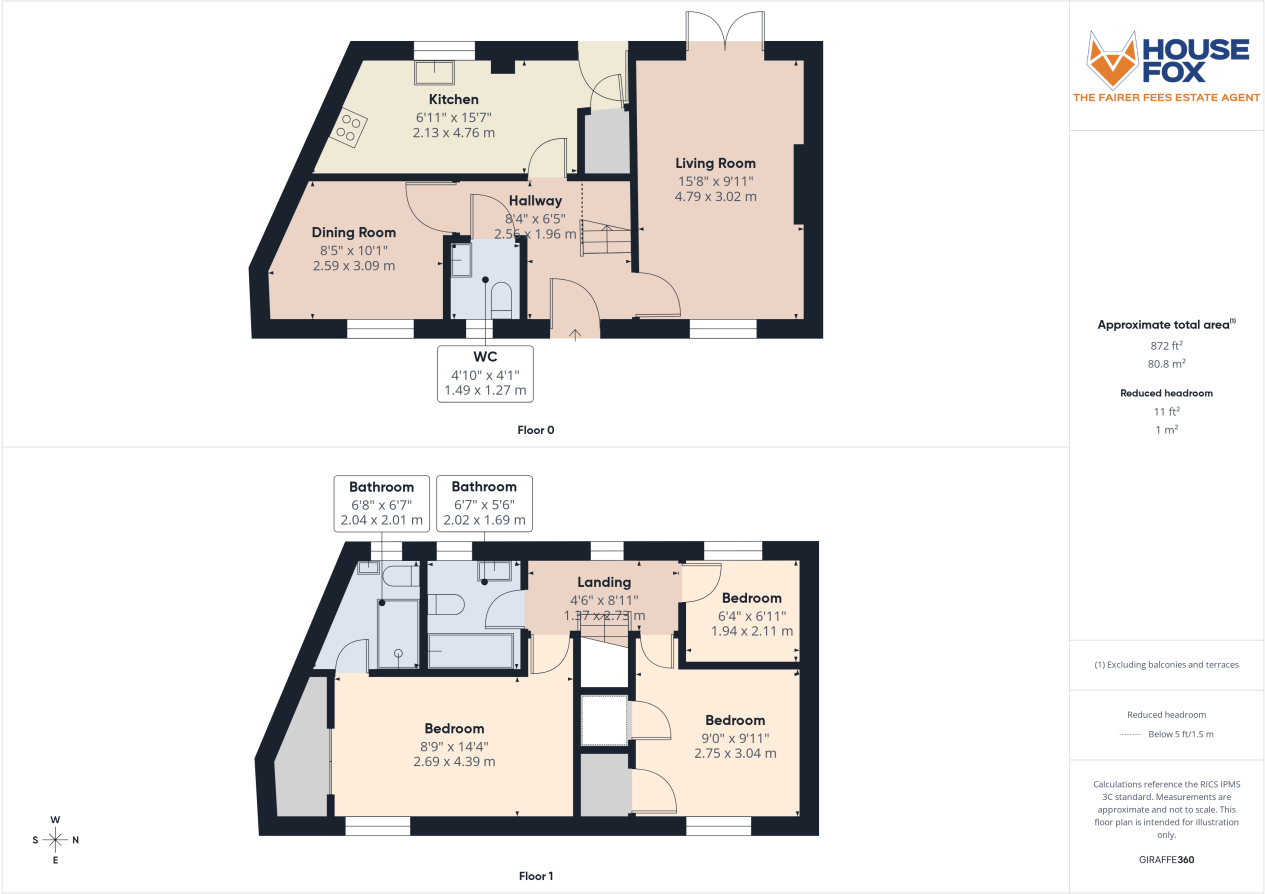 Kitchen
6'11" x 15'7"
2.13 x 4.76 m
Living Room
15'8" x 9'11"
4.79 x 3.02 m
Hallway
8'4" x 6'5"
2.56 x 1.96 m
Dining Room
8'5" x 10'1"
2.59 x 3.09 m
WC
4'10" x 4'1"
1.49 x 1.27 m
Floor 0
Bathroom
6'8" x 6'7"
2.04 x 2.01 m
Bathroom
6'7" x 5'6"
2.02 x 1.69 m
Landing
4'6" x 8'11"
1.37 x 2.73 m
Bedroom
6'4" x 6'11"
1.94 x 2.11 m
Bedroom
8'9" x 14'4"
2.69 x 4.39 m
Bedroom
9'0" x 9'11"
2.75 x 3.04 m
W
S N
E
Floor 1
HOUSE
FOX
THE FAIRER FEES ESTATE AGENT
Approximate total area(1)
872 ft²
80.8 m²
Reduced headroom
11 ft²
1 m²
(1) Excluding balconies and terraces
Reduced headroom
Below 5 ft/1.5 m
Calculations reference the RICS IPMS
3C standard. Measurements are
approximate and not to scale. This
floor plan is intended for illustration
only.
GIRAFFE360